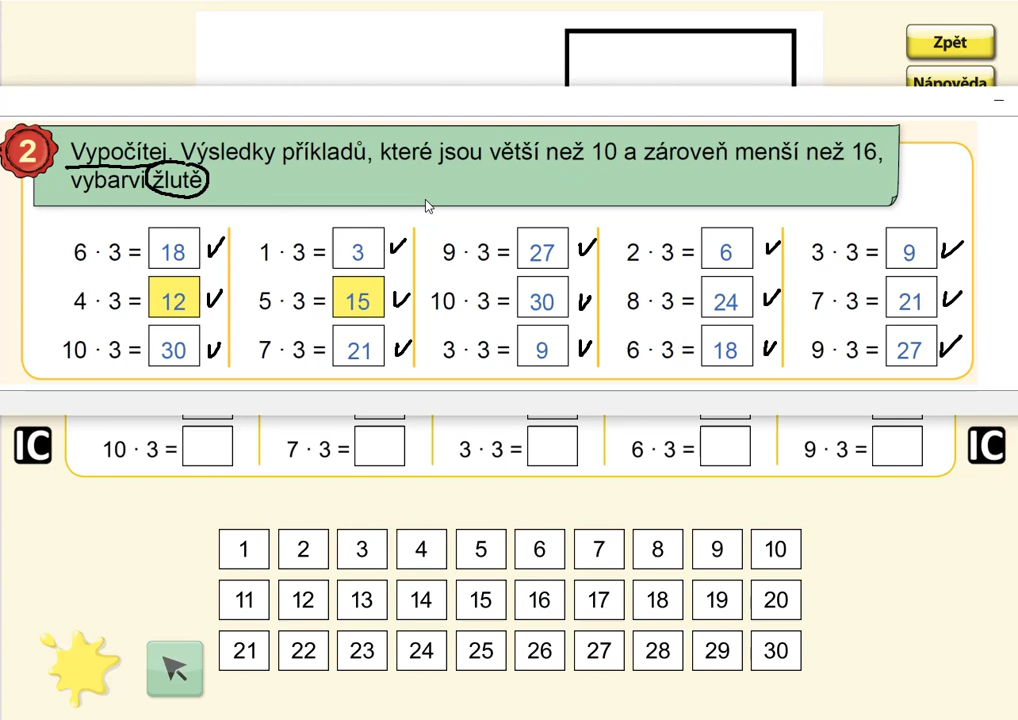 Zpět
Nápověda
2
Vypočítej. Výsledky příkladů, které jsou větší než 10 a zároveň menší než 16,
vybarvi žlutě
6 · 3 = 18 1 · 3 = 3 9 · 3 = 27 2 · 3 = 6 3 · 3 = 9
4 · 3 = 12 5 · 3 = 15 10 · 3 = 30 8 · 3 = 24 7 · 3 = 21
10 · 3 = 30 7 · 3 = 21 3 · 3 = 9 6 · 3 = 18 9 · 3 = 27
IC 10 · 3 = 7 · 3 = 3 · 3 = 6 · 3 = 9 · 3 = IC
1 2 3 4 5 6 7 8 9 10
11 12 13 14 15 16 17 18 19 20
21 22 23 24 25 26 27 28 29 30